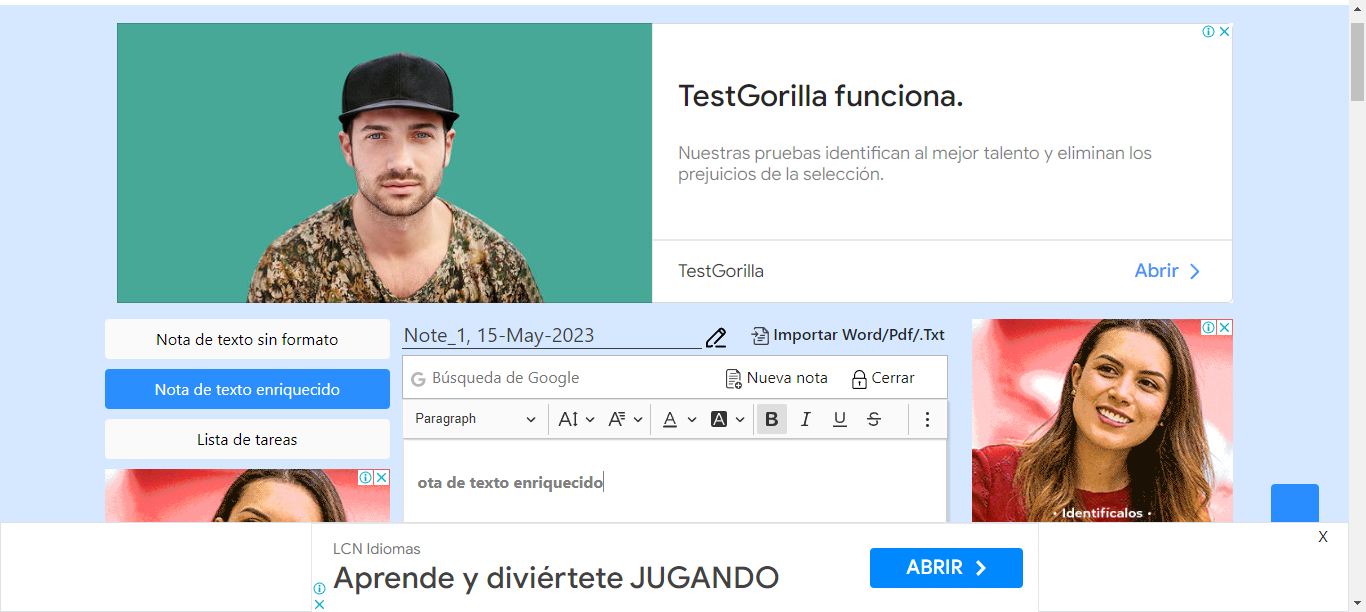 TestGorilla funciona.
Nuestras pruebas identifican al mejor talento y eliminan los
prejuicios de la selección.
TestGorilla
Abrir
Nota de texto sin formato
Nota de texto enriquecido
Lista de tareas
Note_1, 15-May-2023
Importar Word/Pdf/.Txt
G Búsqueda de Google
Nueva nota
Cerrar
Paragraph
A A A A B I U S
ota de texto enriquecido
• Identifícalos •
LCN Idiomas
Aprende y diviértete JUGANDO
ABRIR
X